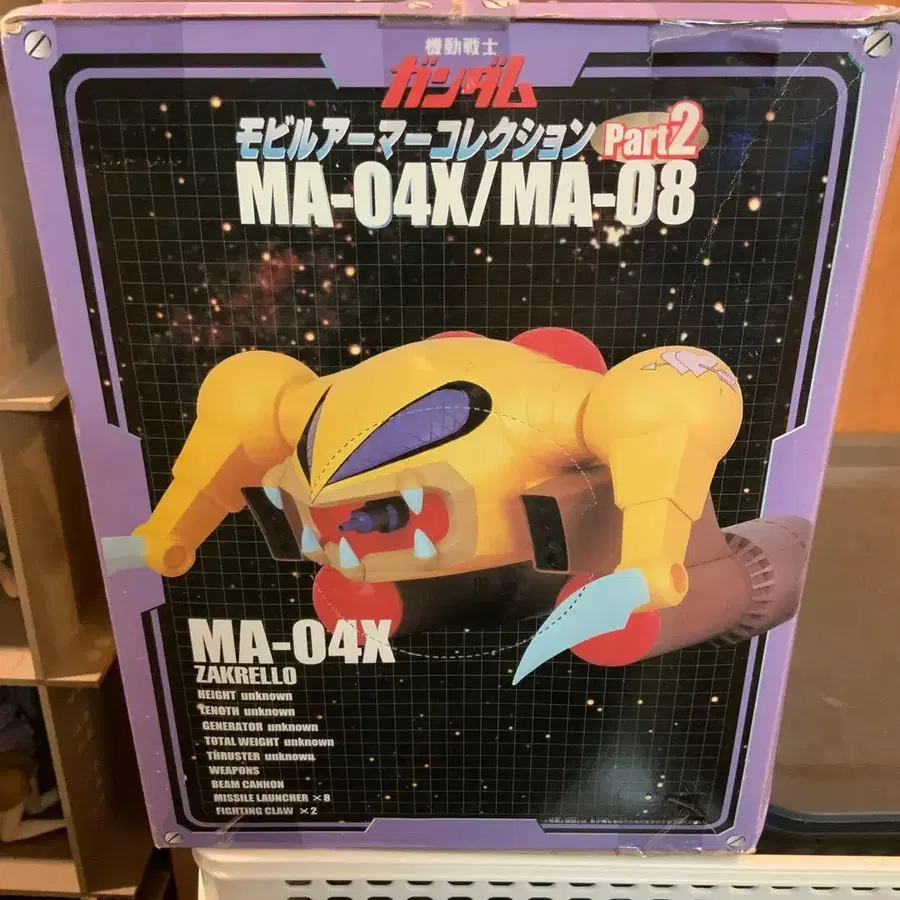 機動戦士
ガンダム
モビルアーマーコレクション Part2
MA-04X/MA-08
MA-04X
ZAKRELLO
HEIGHT unknown
LENGTH unknown
GENERATOR unknown
TOTAL WEIGHT unknown
THRUSTER unknown
WEAPONS
BEAM CANNON
MISSILE LAUNCHER ×8
FIGHTING CLAW ×2